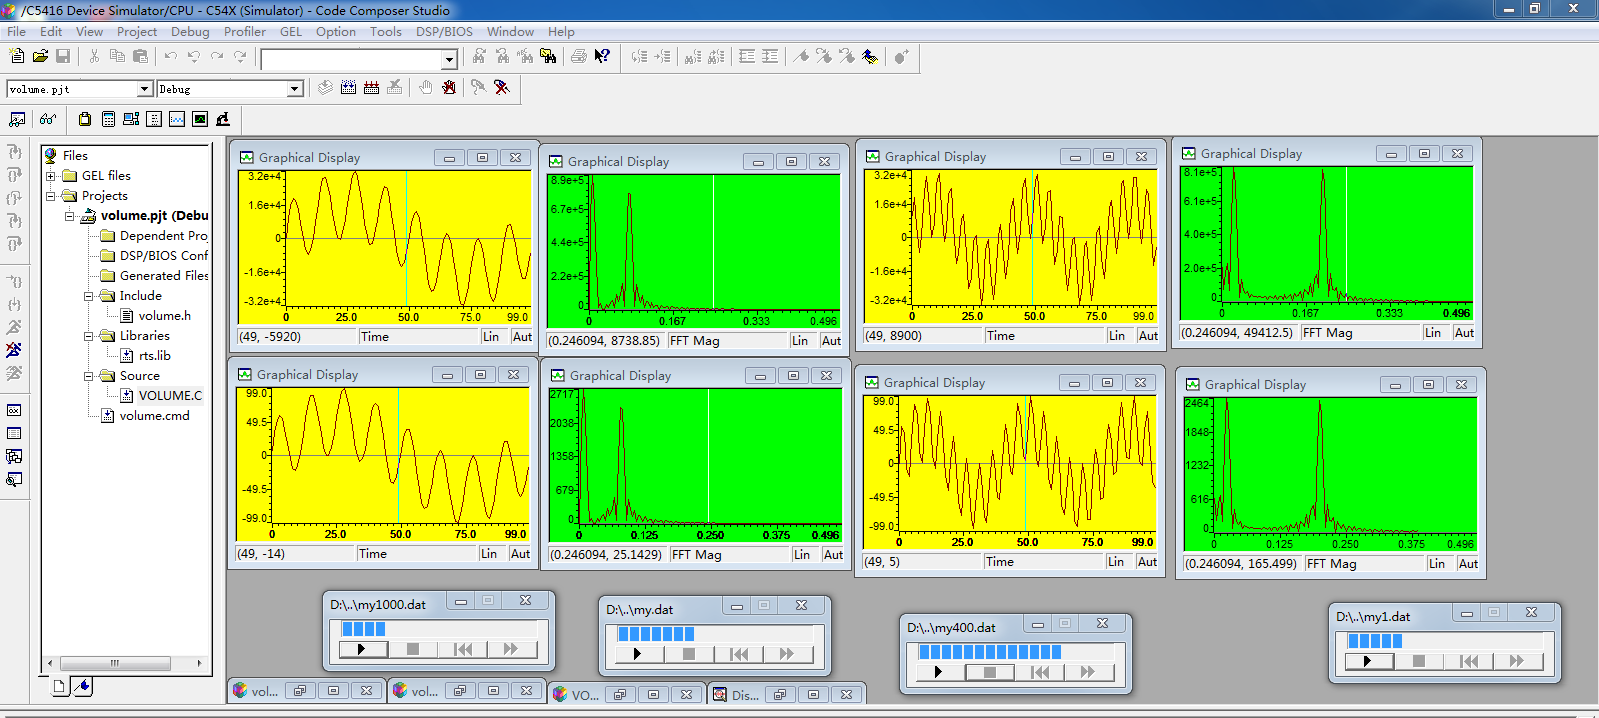 /C5416 Device Simulator/CPU - C54X (Simulator) - Code Composer Studio
File Edit View Project Debug Profiler GEL Option Tools DSP/BIOS Window Help
volume.pjt Debug
Files
GEL files
Projects
volume.pjt (Debu
Dependent Proj
DSP/BIOS Conf
Generated Files
Include
volume.h
Libraries
rts.lib
Source
VOLUME.C
volume.cmd
Graphical Display
3.2e+4
1.6e+4
0
-1.6e+4
-3.2e+4
0 25.0 50.0 75.0 99.0
(49, -5920) Time Lin Aut
Graphical Display
8.9e+5
6.7e+5
4.4e+5
2.2e+5
0
0 0.167 0.333 0.496
(0.246094, 8738.85) FFT Mag Lin Aut
Graphical Display
3.2e+4
1.6e+4
0
-1.6e+4
-3.2e+4
0 25.0 50.0 75.0 99.0
(49, 8900) Time Lin Aut
Graphical Display
8.1e+5
6.1e+5
4.0e+5
2.0e+5
0
0 0.167 0.333 0.496
(0.246094, 49412.5) FFT Mag Lin Aut
Graphical Display
99.0
49.5
0
-49.5
-99.0
0 25.0 50.0 75.0 99.0
(49, -14) Time Lin Aut
Graphical Display
2717
2038
1358
679
0
0 0.125 0.250 0.375 0.496
(0.246094, 25.1429) FFT Mag Lin Aut
Graphical Display
99.0
49.5
0
-49.5
-99.0
0 25.0 50.0 75.0 99.0
(49, 5) Time Lin Aut
Graphical Display
2464
1848
1232
616
0
0 0.125 0.250 0.375 0.496
(0.246094, 165.499) FFT Mag Lin Aut
D:\..\my1000.dat
D:\..\my.dat
D:\..\my400.dat
D:\..\my1.dat
vol... vol... VO... Dis...